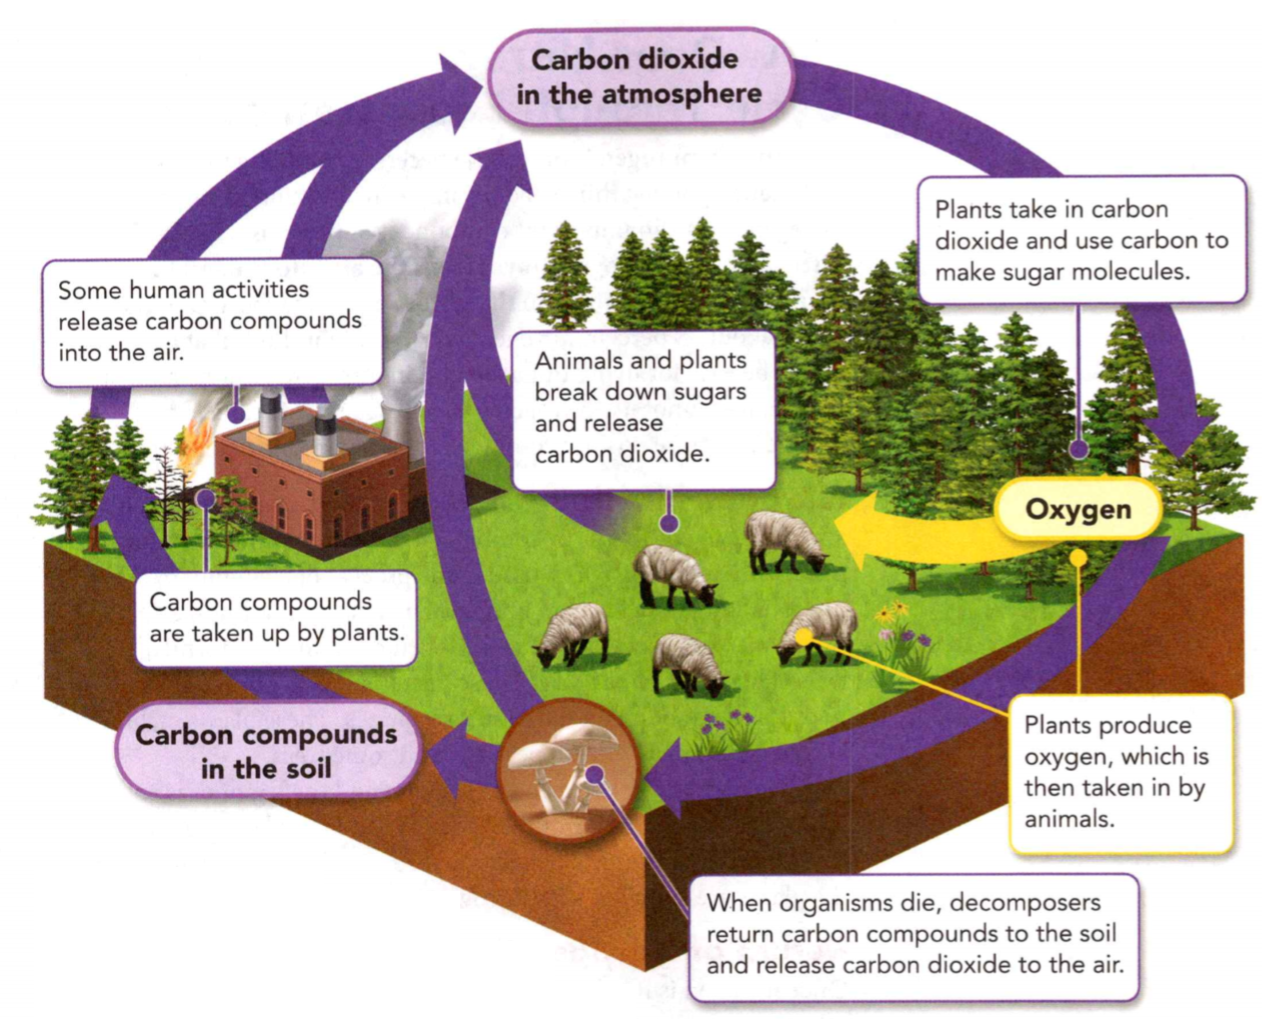 Carbon dioxide
in the atmosphere
Plants take in carbon
dioxide and use carbon to
make sugar molecules.
Some human activities
release carbon compounds
into the air.
Animals and plants
break down sugars
and release
carbon dioxide.
Oxygen
Carbon compounds
are taken up by plants.
Carbon compounds
in the soil
Plants produce
oxygen, which is
then taken in by
animals.
When organisms die, decomposers
return carbon compounds to the soil
and release carbon dioxide to the air.